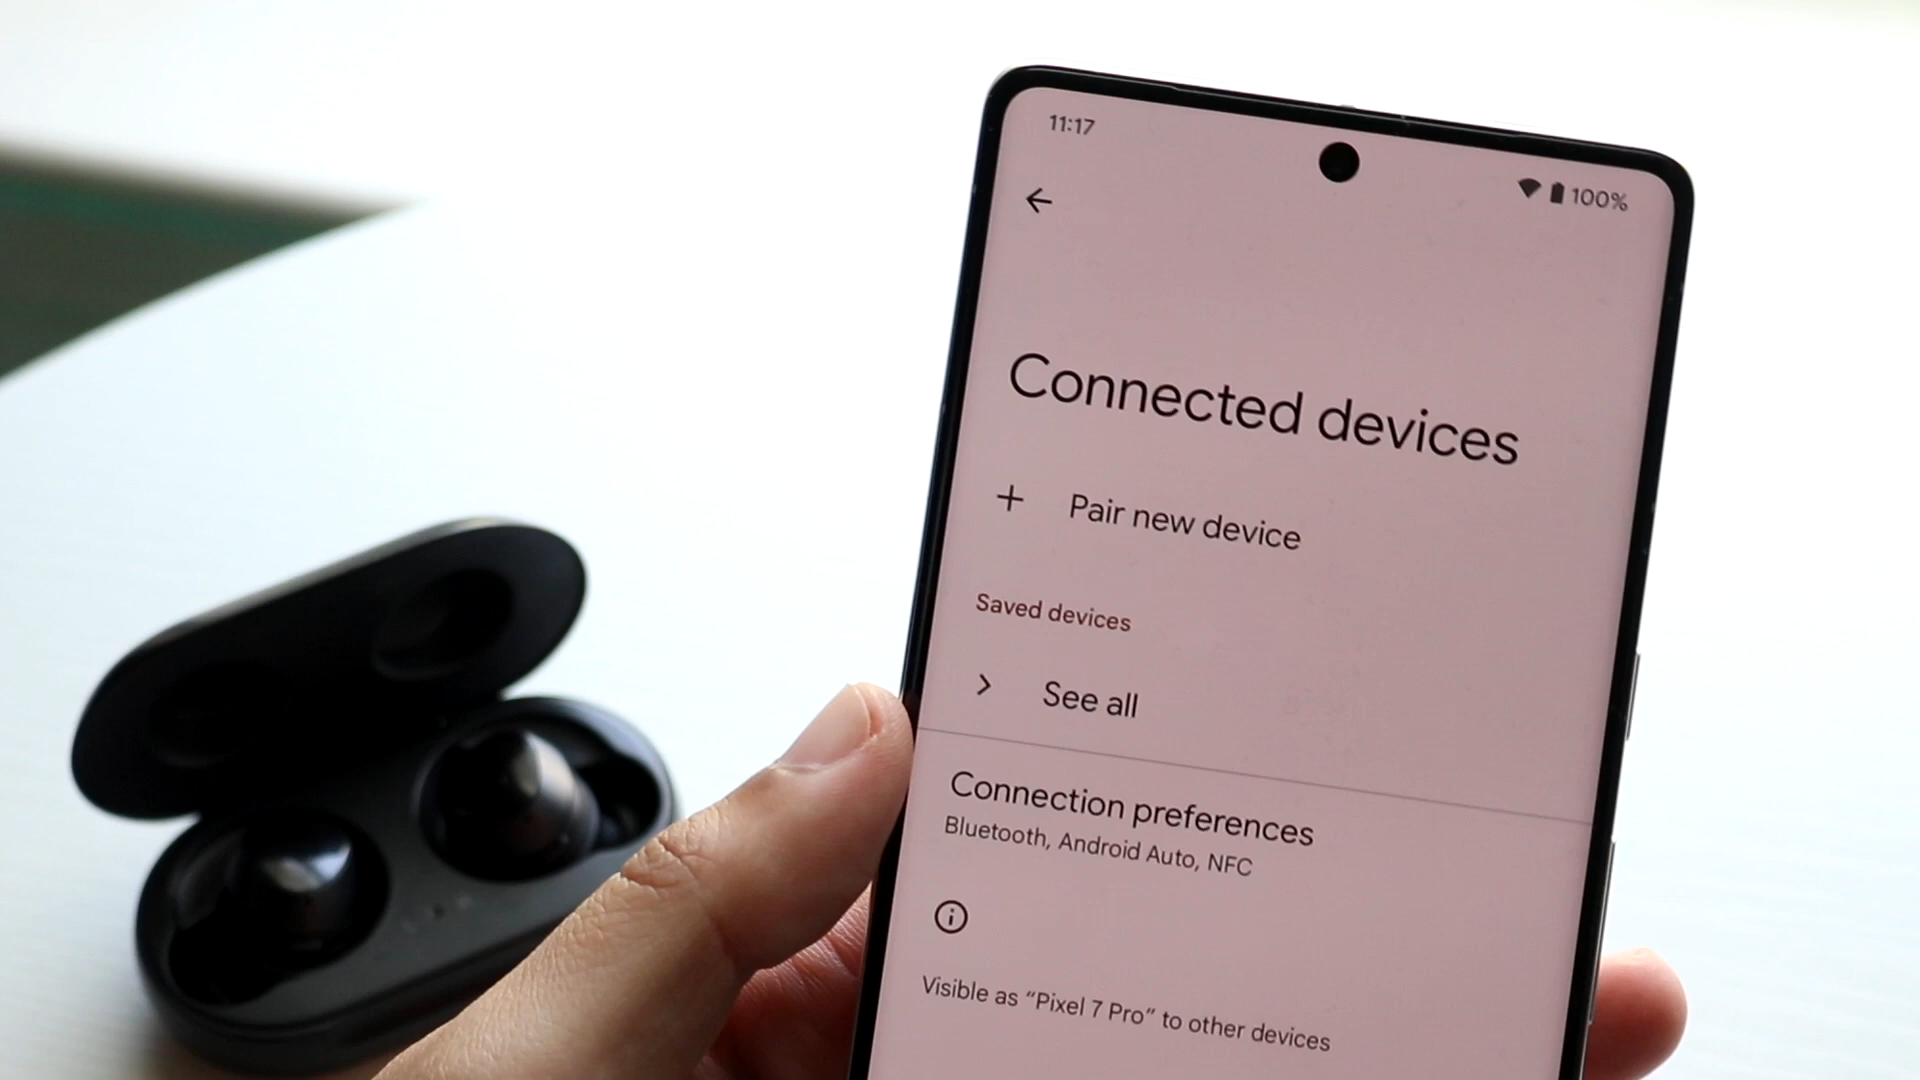 11:17
100%
Connected devices
+ Pair new device
Saved devices
See all
Connection preferences
Bluetooth, Android Auto, NFC
Visible as “Pixel 7 Pro” to other devices